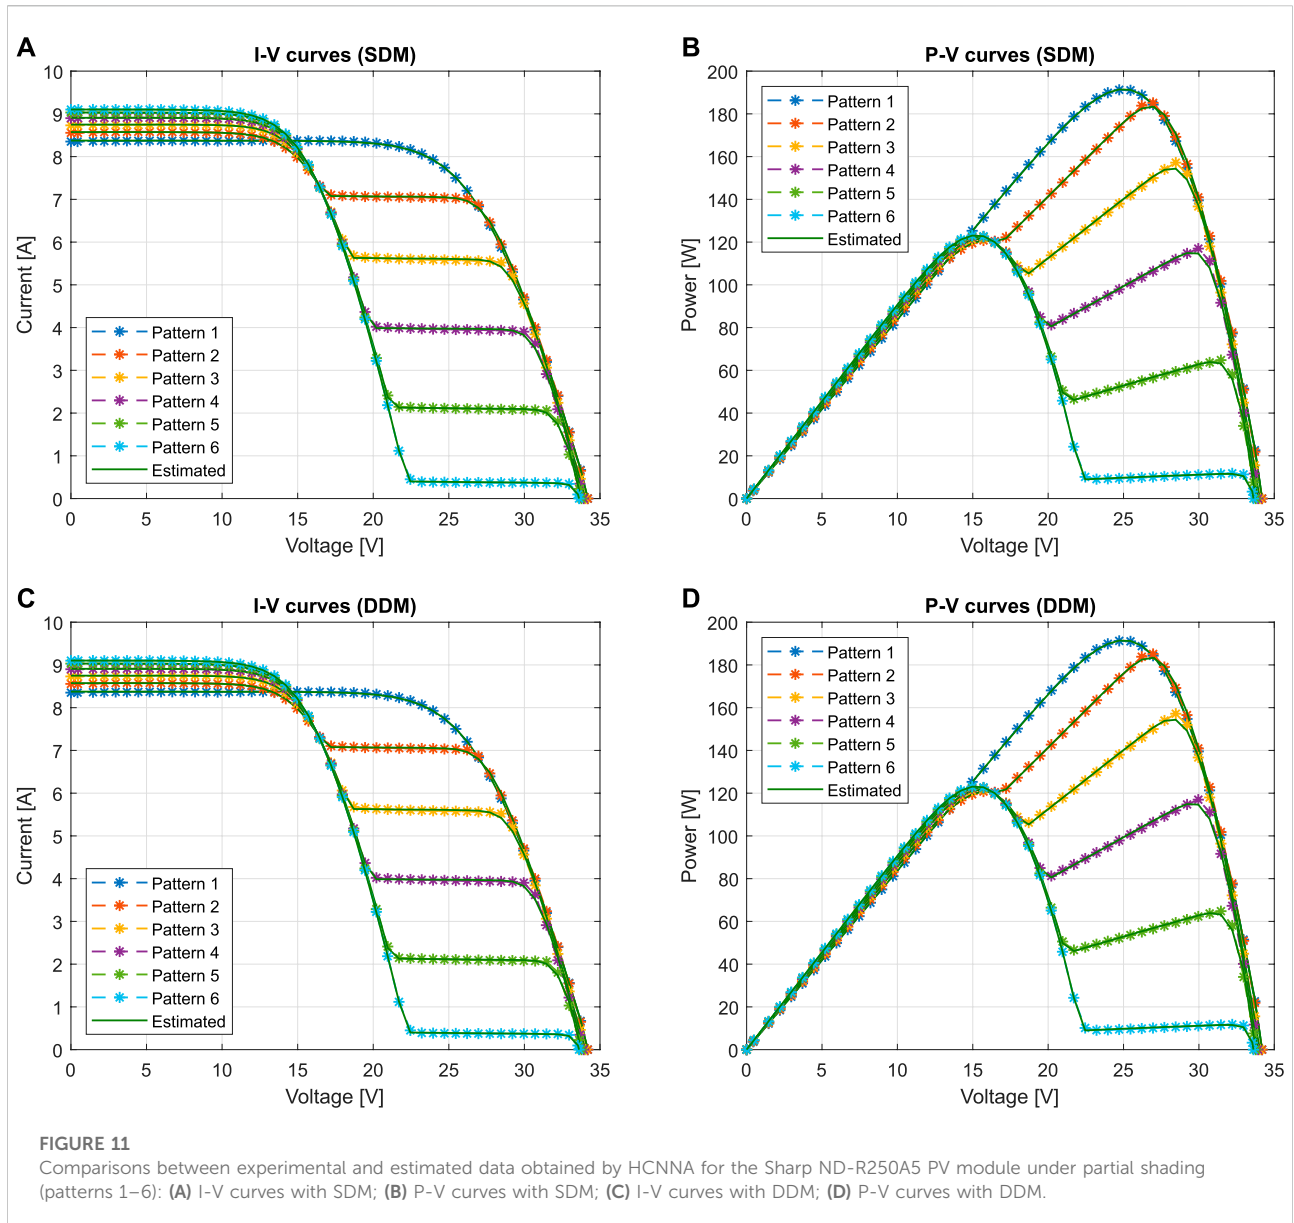 A
I-V curves (SDM)
10
9
8
7
6
5
4
3
2
1
0
Current [A]
Pattern 1
Pattern 2
Pattern 3
Pattern 4
Pattern 5
Pattern 6
Estimated
0 5 10 15 20 25 30 35
Voltage [V]
B
P-V curves (SDM)
200
180
160
140
120
100
80
60
40
20
0
Power [W]
Pattern 1
Pattern 2
Pattern 3
Pattern 4
Pattern 5
Pattern 6
Estimated
0 5 10 15 20 25 30 35
Voltage [V]
C
I-V curves (DDM)
10
9
8
7
6
5
4
3
2
1
0
Current [A]
Pattern 1
Pattern 2
Pattern 3
Pattern 4
Pattern 5
Pattern 6
Estimated
0 5 10 15 20 25 30 35
Voltage [V]
D
P-V curves (DDM)
200
180
160
140
120
100
80
60
40
20
0
Power [W]
Pattern 1
Pattern 2
Pattern 3
Pattern 4
Pattern 5
Pattern 6
Estimated
0 5 10 15 20 25 30 35
Voltage [V]
FIGURE 11
Comparisons between experimental and estimated data obtained by HCNNA for the Sharp ND-R250A5 PV module under partial shading
(patterns 1–6): (A) I-V curves with SDM; (B) P-V curves with SDM; (C) I-V curves with DDM; (D) P-V curves with DDM.